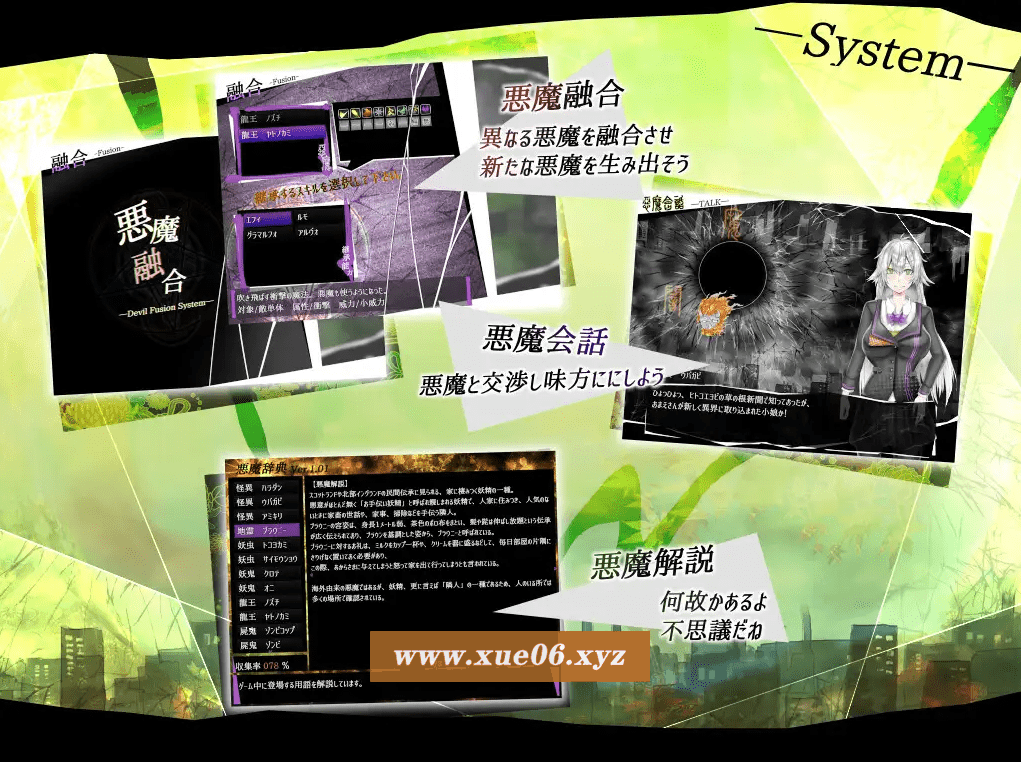 —System—
融合 -Fusion-
悪魔融合
—Devil Fusion System—
融合 -Fusion-
龍王 ノヅチ
龍王 ヤトノカミ
継承するスキルを選択して下さい
エフィ ルモ
グラマルフォ アルヴォ
吹き飛ばす衝撃の魔法。悪魔も使うようになった。
対象/敵単体 属性/衝撃 威力/小威力
悪魔融合
異なる悪魔を融合させ
新たな悪魔を生み出そう
悪魔会話 —TALK—
ウバガビ
ひょうひょっ、ヒトコエヨビの草の根新聞で知ってあったが、
おまえさんが新しく異界に取り込まれた小娘か!
悪魔会話
悪魔と交渉し味方ににしよう
悪魔辞典 Ver.1.01
怪異 ハラダン
怪異 ウバガビ
怪異 アミキリ
地霊 ブラウニー
妖虫 トコヨカミ
妖虫 サイモウショウ
妖鬼 クロテ
妖鬼 オニ
龍王 ノヅチ
龍王 ヤトノカミ
屍鬼 ゾンビコップ
屍鬼 ゾンビ
収集率 078 %
【悪魔解説】
スコットランドや北部イングランドの民間伝承に見られる、家に棲みつく妖精の一種。
悪意がほとんど無く「お手伝い妖精」と呼ばれ親しまれる妖精で、人家に住みつき、人気のな
いときに家畜の世話や、家事、掃除などを手伝う隣人。
ブラウニーの容姿は、身長1メートル弱、茶色のボロ布をまとい、髪や髭は伸ばし放題という伝承
が広く伝えられており、ブラウンを基調とした姿から、ブラウニーと呼ばれている。
ブラウニーに対するお礼は、ミルクをカップ一杯や、クリームを器に盛るなどして、毎日部屋の片隅に
さりげなく置いておく必要があり、
この際、あからさまに与えてしまうと怒って家を出て行ってしまうとも言われている。
海外由来の悪魔ではあるが、妖精、更に言えば「隣人」の一種であるため、人のいる所では
多くの場所で確認されている。
ゲーム中に登場する用語を解説しています。
悪魔解説
何故かあるよ
不思議だね
www.xue06.xyz